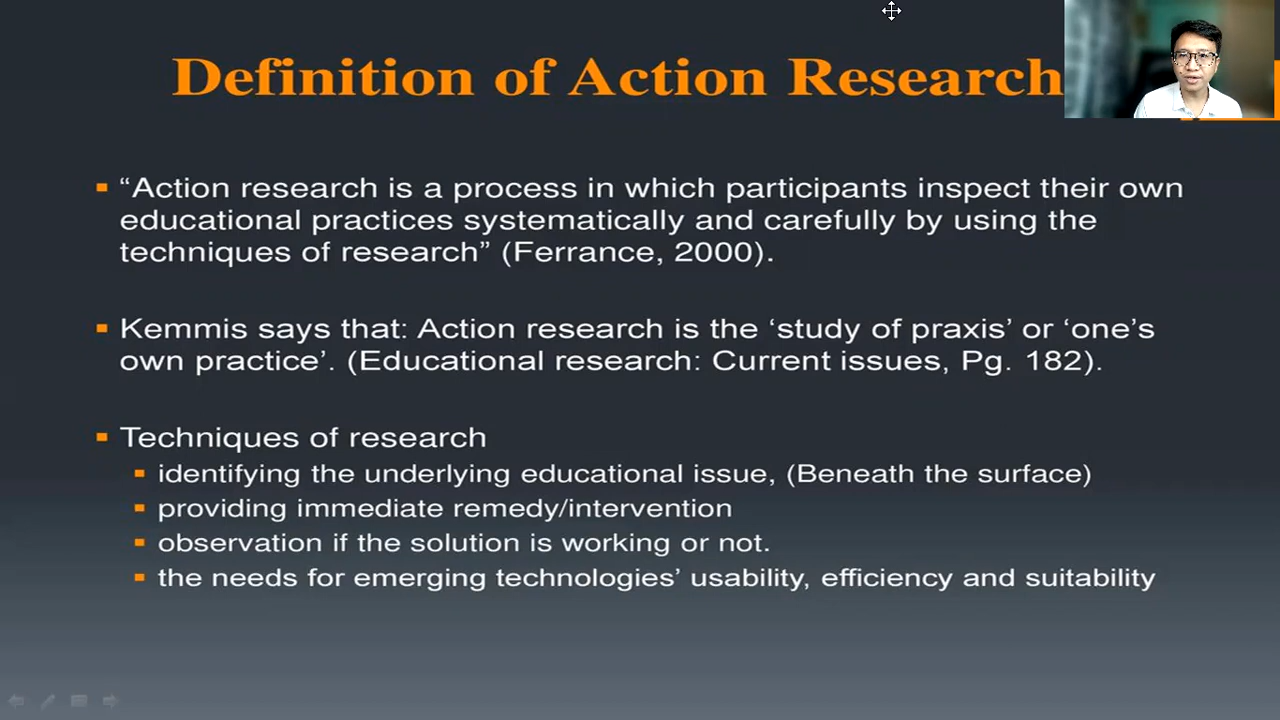 Definition of Action Research
“Action research is a process in which participants inspect their own
educational practices systematically and carefully by using the
techniques of research” (Ferrance, 2000).
Kemmis says that: Action research is the ‘study of praxis’ or ‘one’s
own practice’. (Educational research: Current issues, Pg. 182).
Techniques of research
identifying the underlying educational issue, (Beneath the surface)
providing immediate remedy/intervention
observation if the solution is working or not.
the needs for emerging technologies’ usability, efficiency and suitability